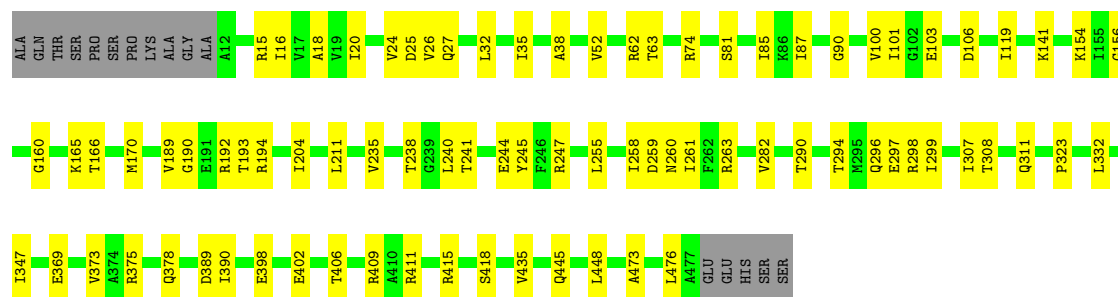 ALA GLN THR SER PRO SER PRO LYS ALA GLY ALA A12 R15 I16 V17 A18 V19 I20 V24 D25 V26 Q27 L32 I35 A38 V52 R62 T63 R74 S81 I85 K86 I87 G90 V100 I101 G102 E103 D106 I119 K141 K154 I155 G156
G160 K165 T166 M170 V189 G190 E191 R192 T193 R194 I204 L211 V235 T238 G239 L240 T241 E244 Y245 F246 R247 L255 I258 D259 N260 I261 F262 R263 V282 T290 T294 M295 Q296 E297 R298 I299 I307 T308 Q311 P323 L332
I347 E369 V373 A374 R375 Q378 D389 I390 E398 E402 T406 R409 A410 R411 R415 S418 V435 Q445 L448 A473 L476 A477 GLU GLU HIS SER SER